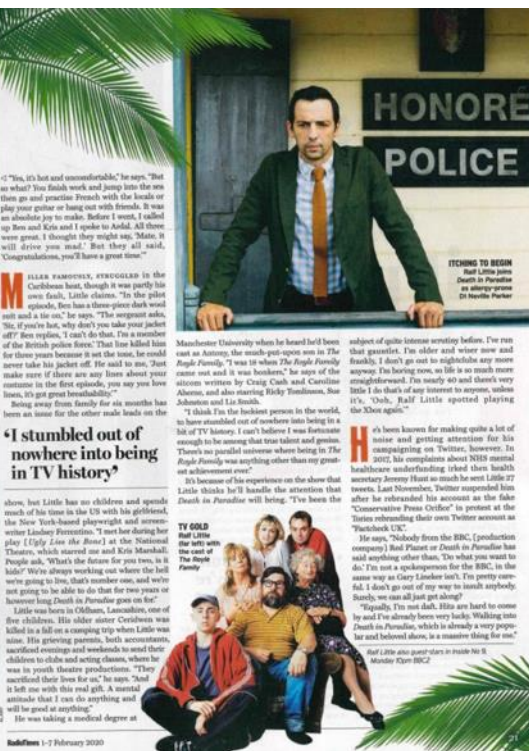 HONORÉ
POLICE
ITCHING TO BEGIN
Ralf Little joins
Death in Paradise
as allergy-prone
DI Neville Parker
"Yes, it's hot and uncomfortable," he says. "But
so what? You finish work and jump into the sea
then go and practise French with the locals or
play your guitar or hang out with friends. It was
an absolute joy to make. Before I went, I called
up Ben and Kris and I spoke to Ardal. All three
were great. I thought they might say, 'Mate, it
will drive you mad.' But they all said,
'Congratulations, you'll have a great time.'"
MILLER FAMOUSLY, STRUGGLED in the
Caribbean heat, though it was partly his
own fault, Little claims. "In the pilot
episode, Ben has a three-piece dark wool
suit and a tie on," he says. "The sergeant asks,
'Sir, if you're hot, why don't you take your jacket
off?' Ben replies, 'I can't do that. I'm a member
of the British police force.' That line killed him
for three years because it set the tone, he could
never take his jacket off. He said to me, 'Just
make sure if there are any lines about your
costume in the first episode, you say you love
linen, it's got great breathability.'"
Being away from family for six months has
been an issue for the other male leads on the
'I stumbled out of
nowhere into being
in TV history'
show, but Little has no children and spends
much of his time in the US with his girlfriend,
the New York-based playwright and screen-
writer Lindsey Ferrentino. "I met her during her
play [Ugly Lies the Bone] at the National
Theatre, which starred me and Kris Marshall.
People ask, 'What's the future for you two, is it
kids?' We're always working out where the hell
we're going to live, that's number one, and we're
not going to be able to do that for two years or
however long Death in Paradise goes on for."
Little was born in Oldham, Lancashire, one of
five children. His older sister Ceridwen was
killed in a fall on a camping trip when Little was
nine. His grieving parents, both accountants,
sacrificed evenings and weekends to send their
children to clubs and acting classes, where he
was in youth theatre productions. "They
sacrificed their lives for us," he says. "And
it left me with this real gift. A mental
attitude that I can do anything and
will be good at anything."
He was taking a medical degree at
Manchester University when he heard he'd been
cast as Antony, the much-put-upon son in The
Royle Family. "I was 18 when The Royle Family
came out and it was bonkers," he says of the
sitcom written by Craig Cash and Caroline
Aherne, and also starring Ricky Tomlinson, Sue
Johnston and Liz Smith.
"I think I'm the luckiest person in the world,
to have stumbled out of nowhere into being in a
bit of TV history. I can't believe I was fortunate
enough to be among that true talent and genius.
There's no parallel universe where being in The
Royle Family was anything other than my great-
est achievement ever."
It's because of his experience on the show that
Little thinks he'll handle the attention that
Death in Paradise will bring. "I've been the
TV GOLD
Ralf Little
(far left) with
the cast of
The Royle
Family
subject of quite intense scrutiny before. I've run
that gauntlet. I'm older and wiser now and
frankly, I don't go out to nightclubs any more
anyway. I'm boring now, so life is so much more
straightforward. I'm nearly 40 and there's very
little I do that's of any interest to anyone, unless
it's, 'Ooh, Ralf Little spotted playing
the Xbox again.'"
He's been known for making quite a lot of
noise and getting attention for his
campaigning on Twitter, however. In
2017, his complaints about NHS mental
healthcare underfunding irked then health
secretary Jeremy Hunt so much he sent Little 27
tweets. Last November, Twitter suspended him
after he rebranded his account as the fake
"Conservative Press Orifice" in protest at the
Tories rebranding their own Twitter account as
"Factcheck UK".
He says, "Nobody from the BBC, [production
company] Red Planet or Death in Paradise has
said anything other than, 'Do what you want to
do.' I'm not a spokesperson for the BBC, in the
same way as Gary Lineker isn't. I'm pretty care-
ful. I don't go out of my way to insult anybody.
Surely, we can all just get along?
"Equally, I'm not daft. Hits are hard to come
by and I've already been very lucky. Walking into
Death in Paradise, which is already a very popu-
lar and beloved show, is a massive thing for me."
Ralf Little also guest-stars in Inside No 9,
Monday 10pm BBC2
RadioTimes 1–7 February 2020
21